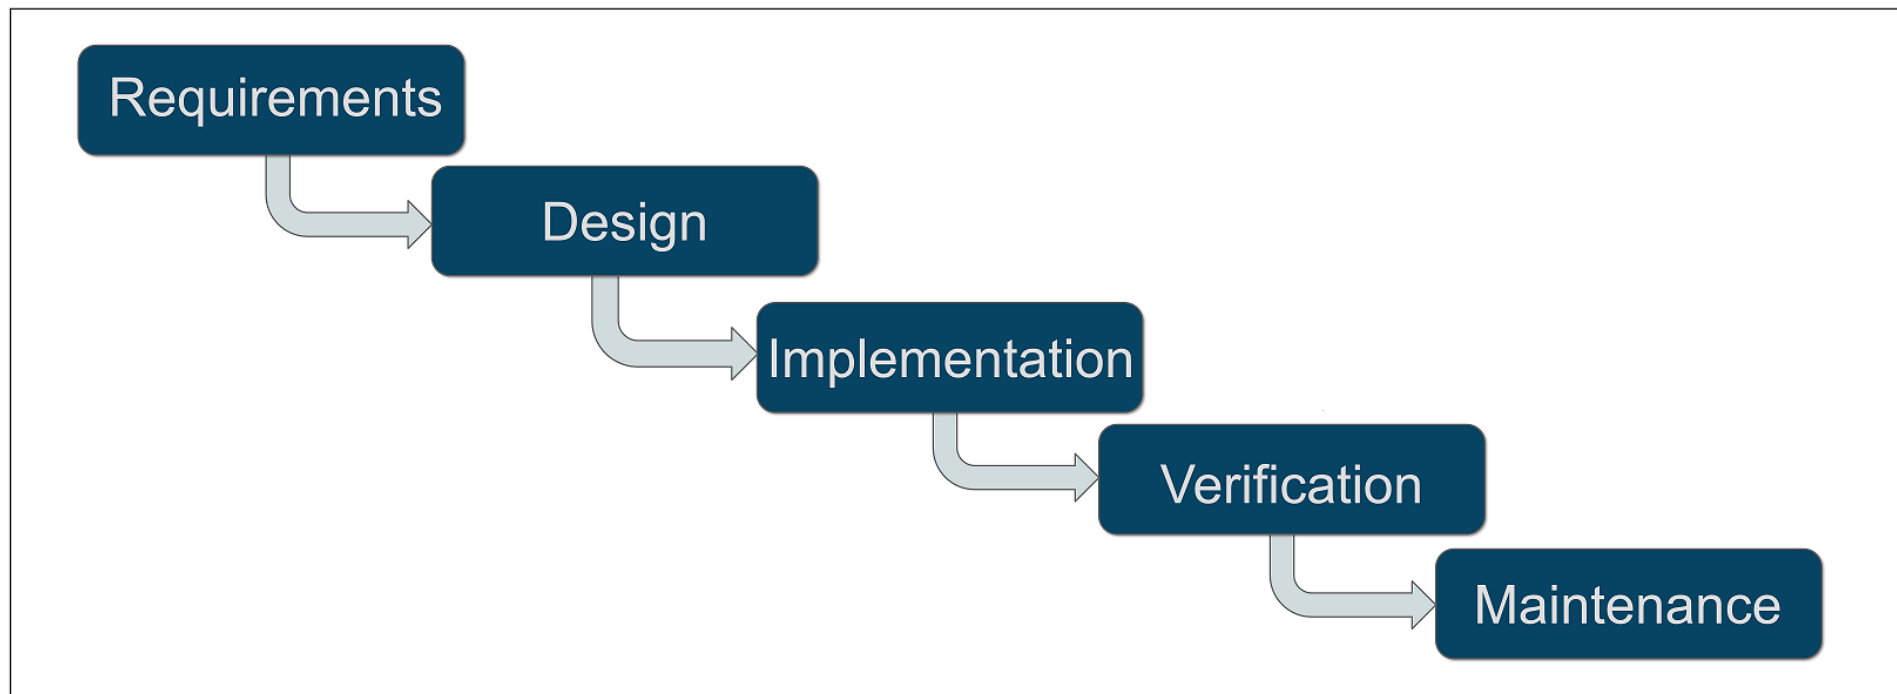 Requirements
Design
Implementation
Verification
Maintenance